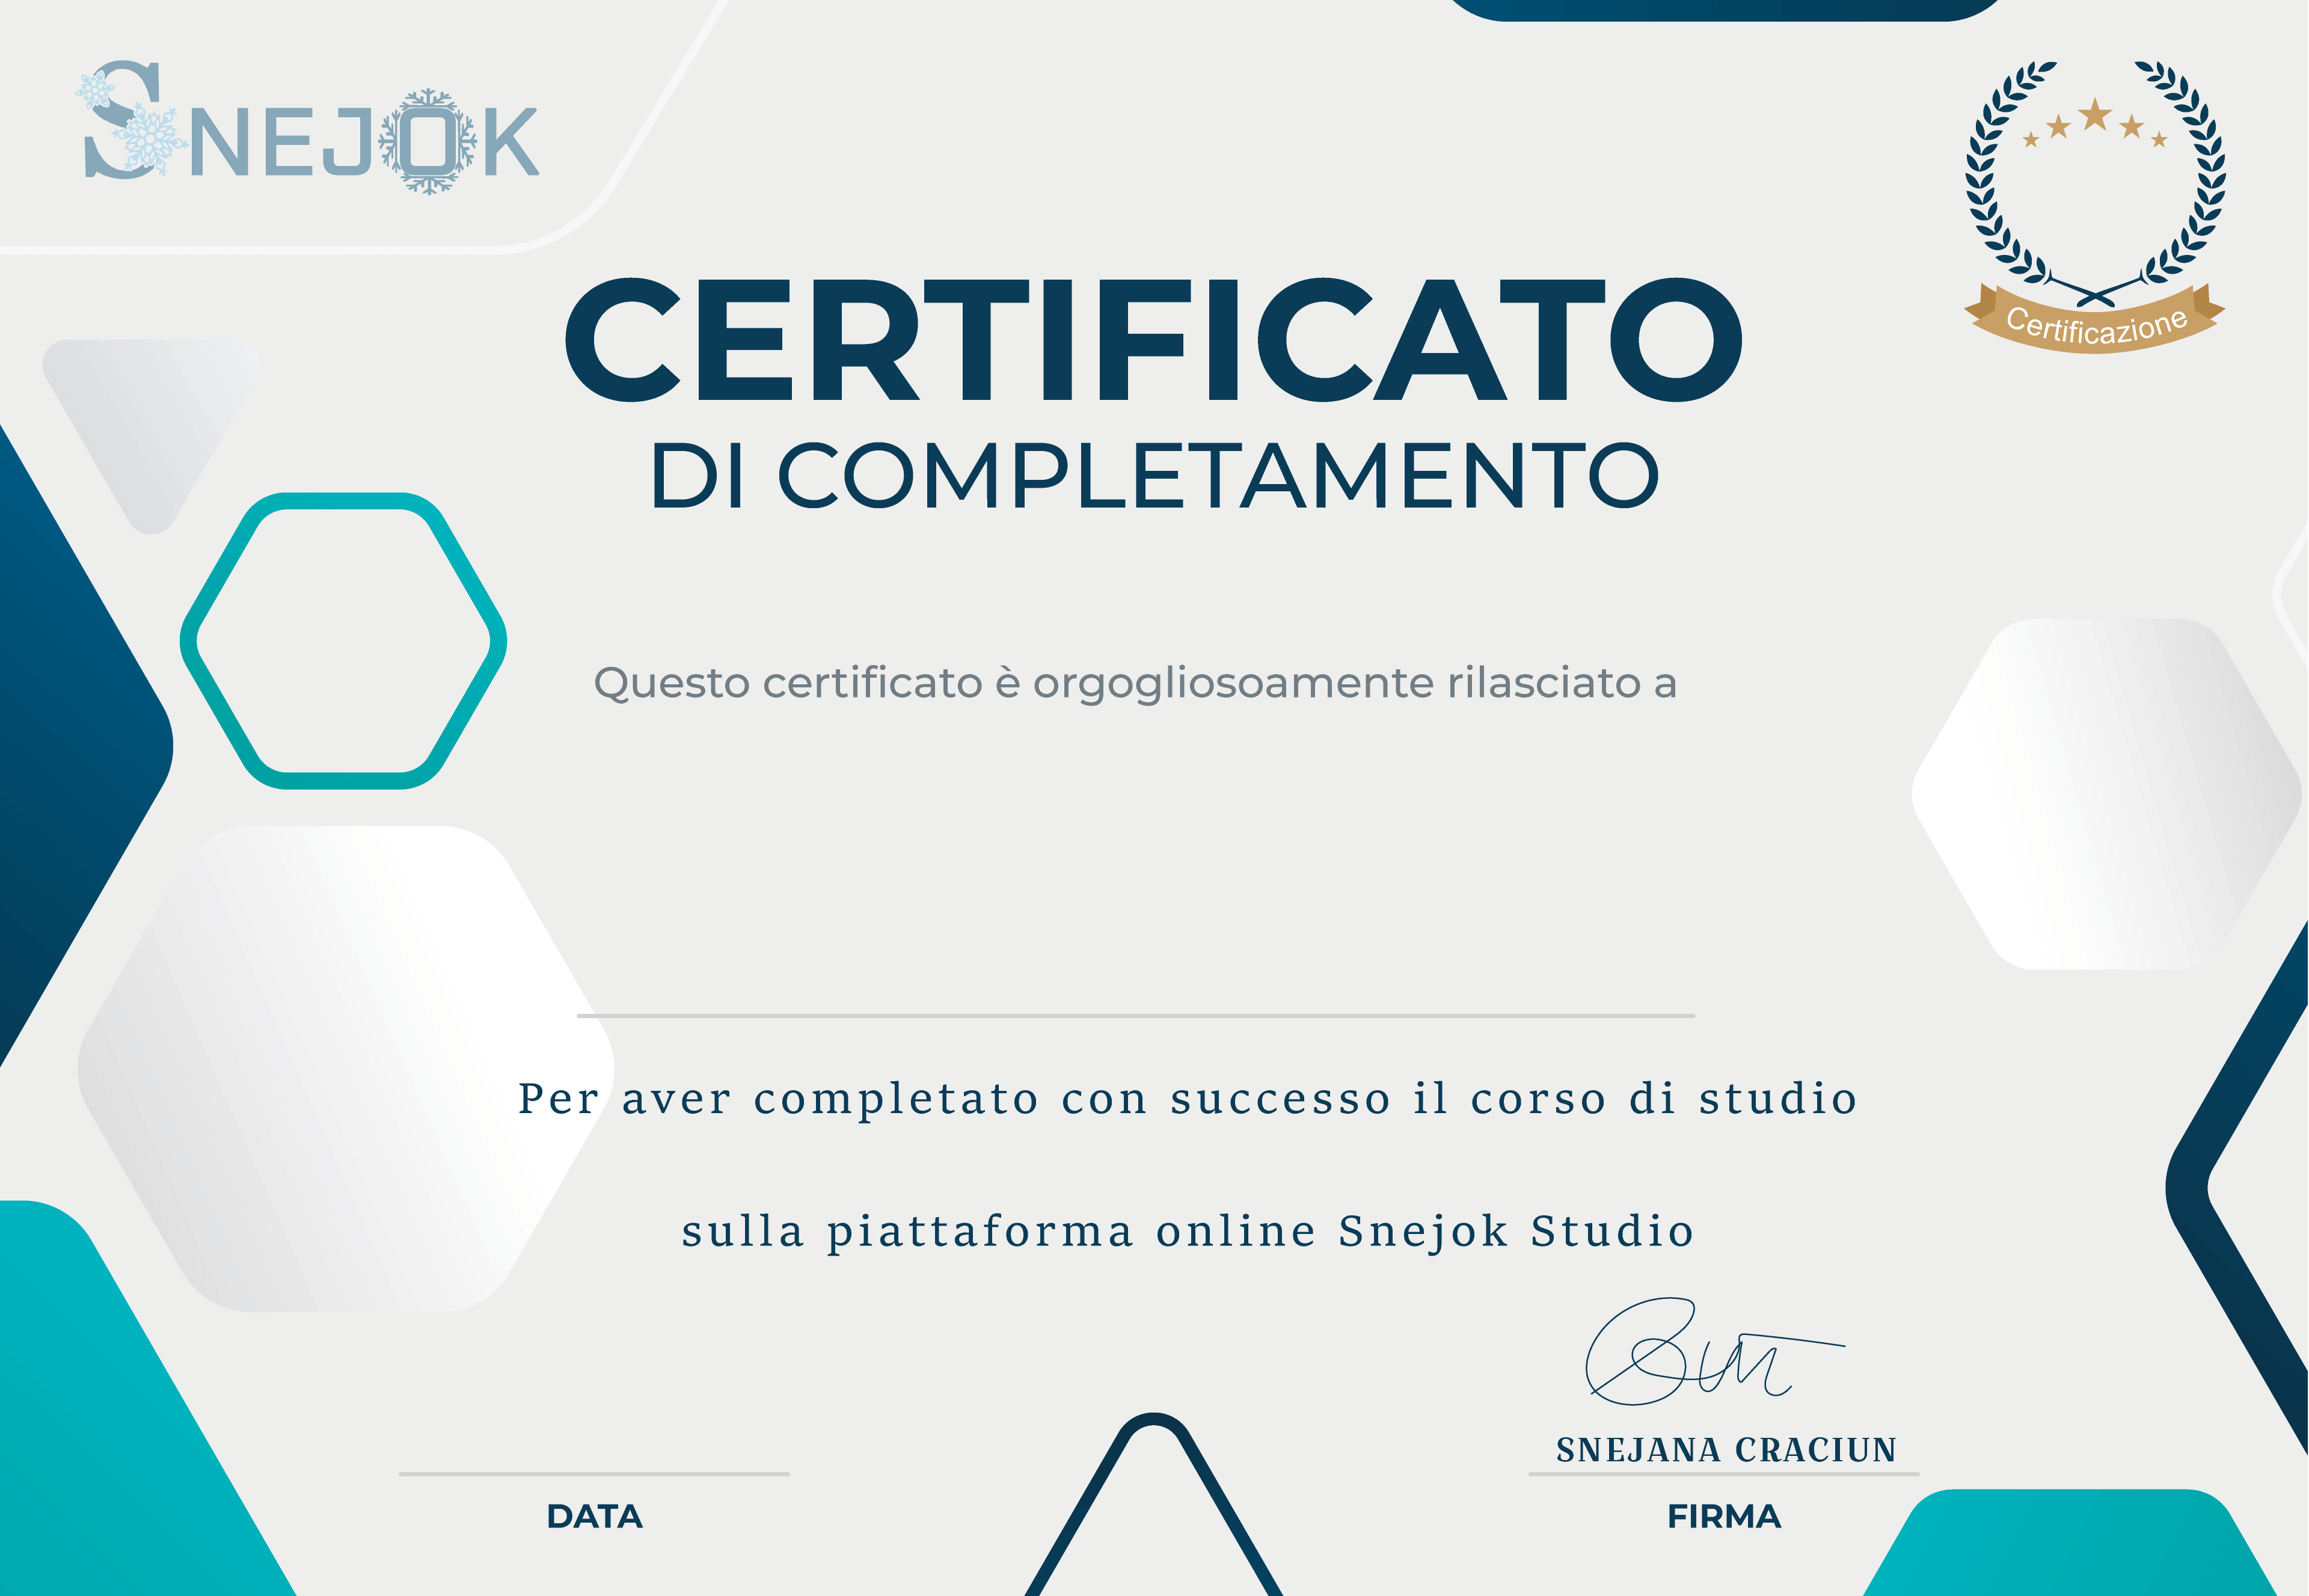 SNEJOK
Certificazione
CERTIFICATO
DI COMPLETAMENTO
Questo certificato è orgogliosoamente rilasciato a
Per aver completato con successo il corso di studio
sulla piattaforma online Snejok Studio
SNEJANA CRACIUN
DATA
FIRMA